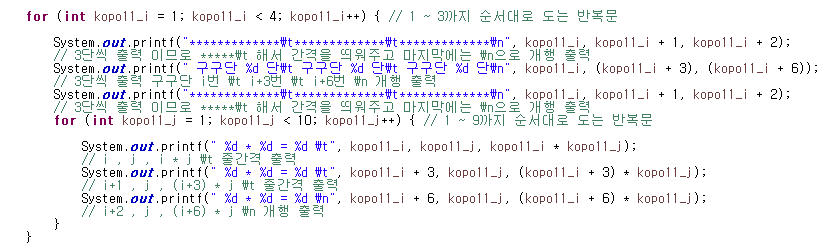 for (int kopo11_i = 1; kopo11_i < 4; kopo11_i++) { // 1 ~ 3까지 순서대로 도는 반복문
System.out.printf("*************₩t*************₩t*************₩n", kopo11_i, kopo11_i + 1, kopo11_i + 2);
// 3단씩 출력 이므로 *****₩t 해서 간격을 띄워주고 마지막에는 ₩n으로 개행 출력
System.out.printf(" 구구단 %d 단₩t 구구단 %d 단₩t 구구단 %d 단₩n", kopo11_i, (kopo11_i + 3), (kopo11_i + 6));
// 3단씩 출력 구구단 i번 ₩t i+3번 ₩t i+6번 ₩n 개행 출력
System.out.printf("*************₩t*************₩t*************₩n", kopo11_i, kopo11_i + 1, kopo11_i + 2);
// 3단씩 출력 이므로 *****₩t 해서 간격을 띄워주고 마지막에는 ₩n으로 개행 출력
for (int kopo11_j = 1; kopo11_j < 10; kopo11_j++) { // 1 ~ 9까지 순서대로 도는 반복문
System.out.printf(" %d * %d = %d ₩t", kopo11_i, kopo11_j, kopo11_i * kopo11_j);
// i , j , i * j ₩t 줄간격 출력
System.out.printf(" %d * %d = %d ₩t", kopo11_i + 3, kopo11_j, (kopo11_i + 3) * kopo11_j);
// i+1 , j , (i+3) * j ₩t 줄간격 출력
System.out.printf(" %d * %d = %d ₩n", kopo11_i + 6, kopo11_j, (kopo11_i + 6) * kopo11_j);
// i+2 , j , (i+6) * j ₩n 개행 출력
}
}